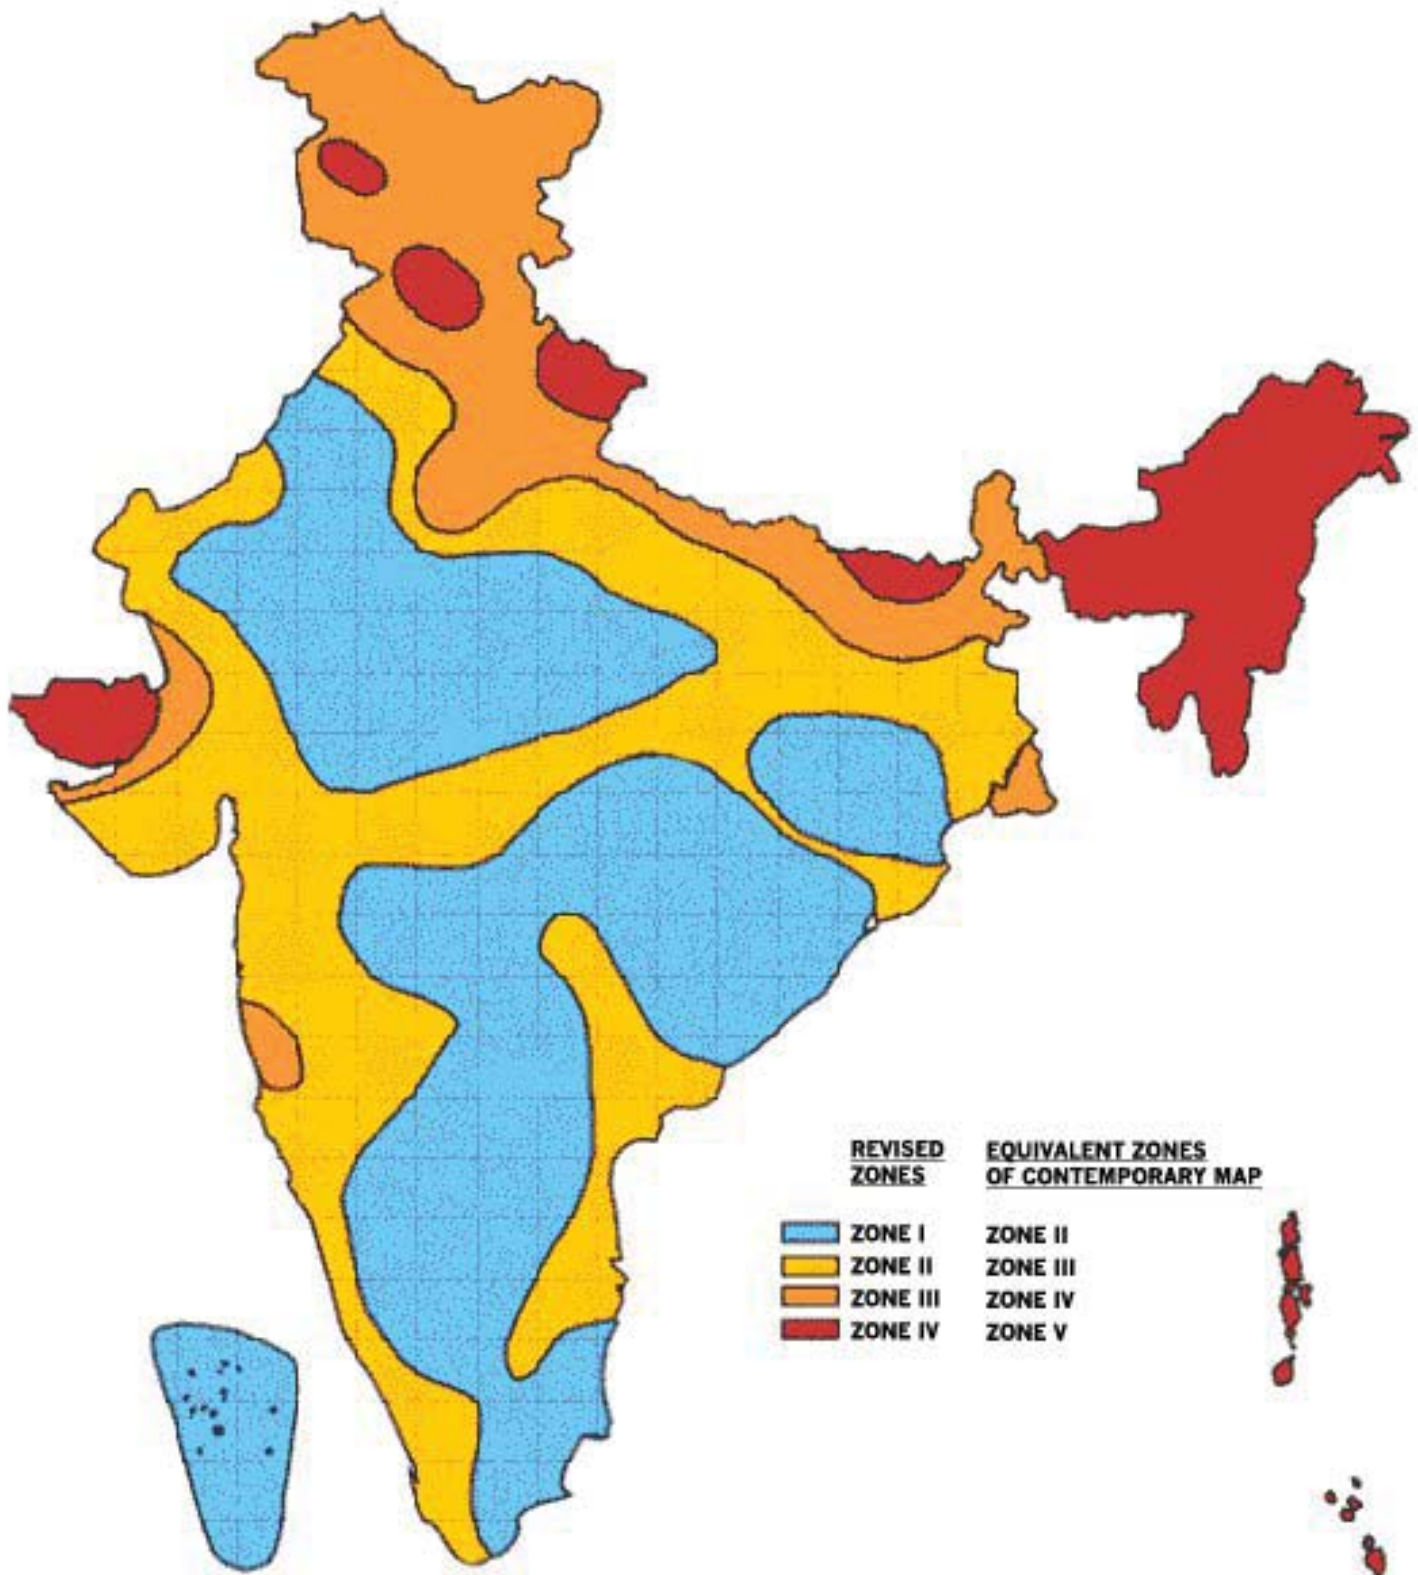 REVISED EQUIVALENT ZONES
ZONES OF CONTEMPORARY MAP
ZONE I ZONE II
ZONE II ZONE III
ZONE III ZONE IV
ZONE IV ZONE V